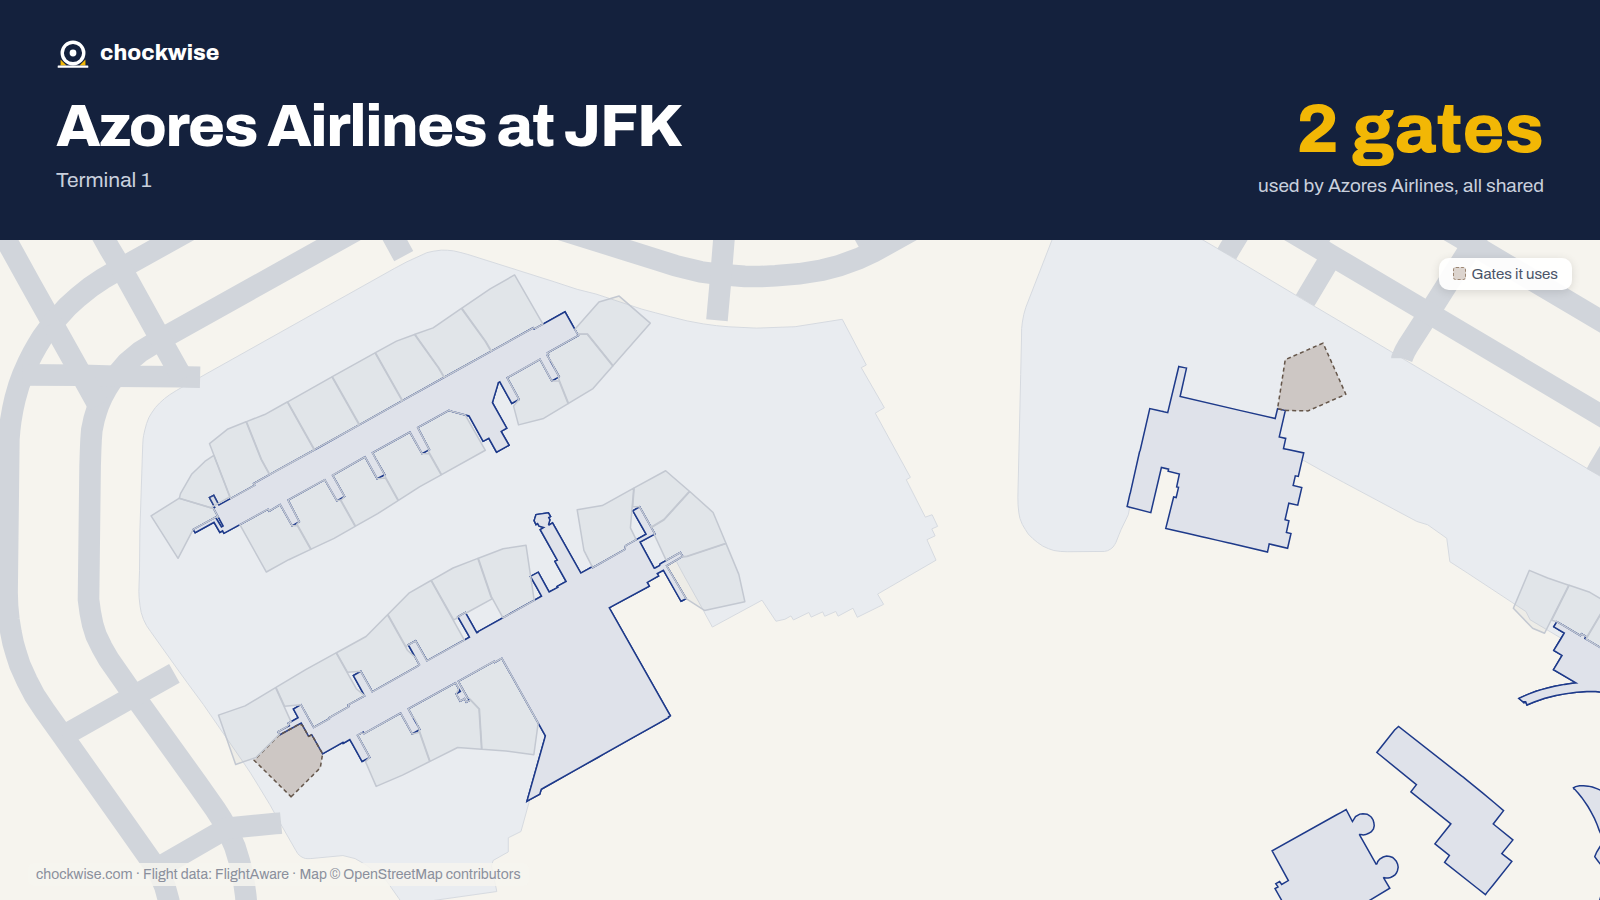 chockwise
Azores Airlines at JFK
Terminal 1
2 gates
used by Azores Airlines, all shared
Gates it uses
chockwise.com · Flight data: FlightAware · Map © OpenStreetMap contributors